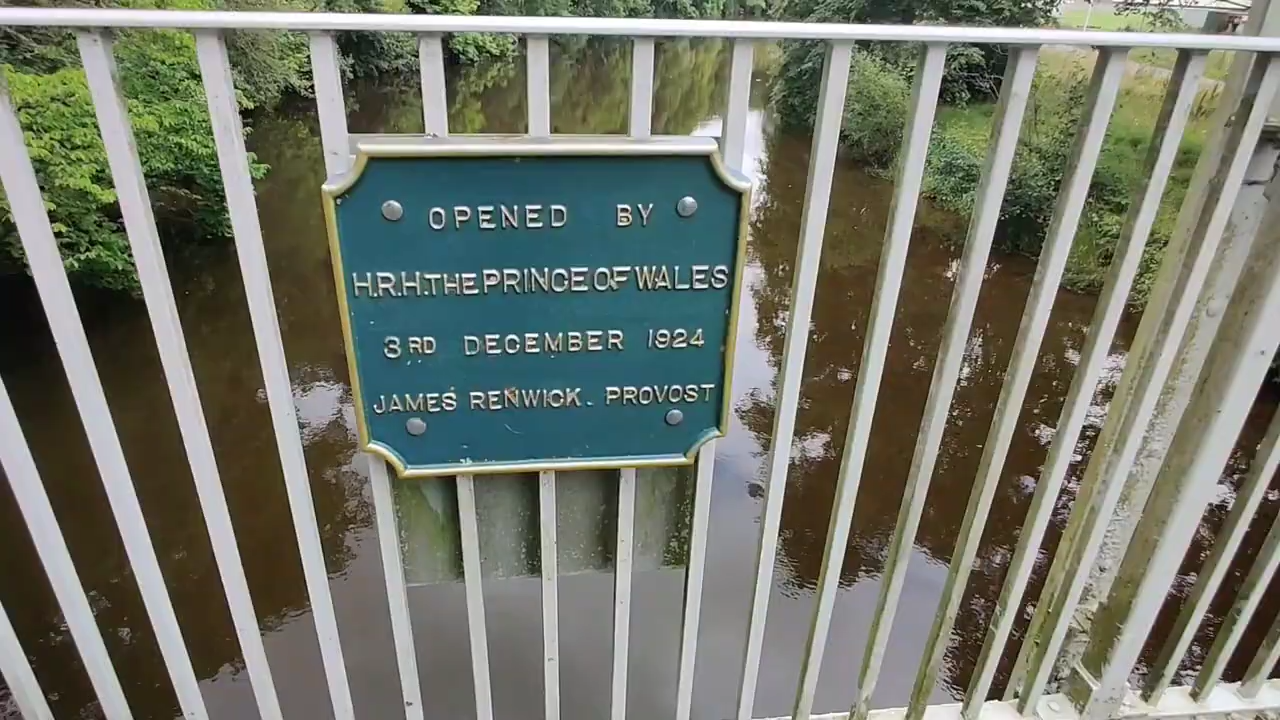 OPENED BY
H.R.H. THE PRINCE OF WALES
3RD DECEMBER 1924
JAMES RENWICK. PROVOST